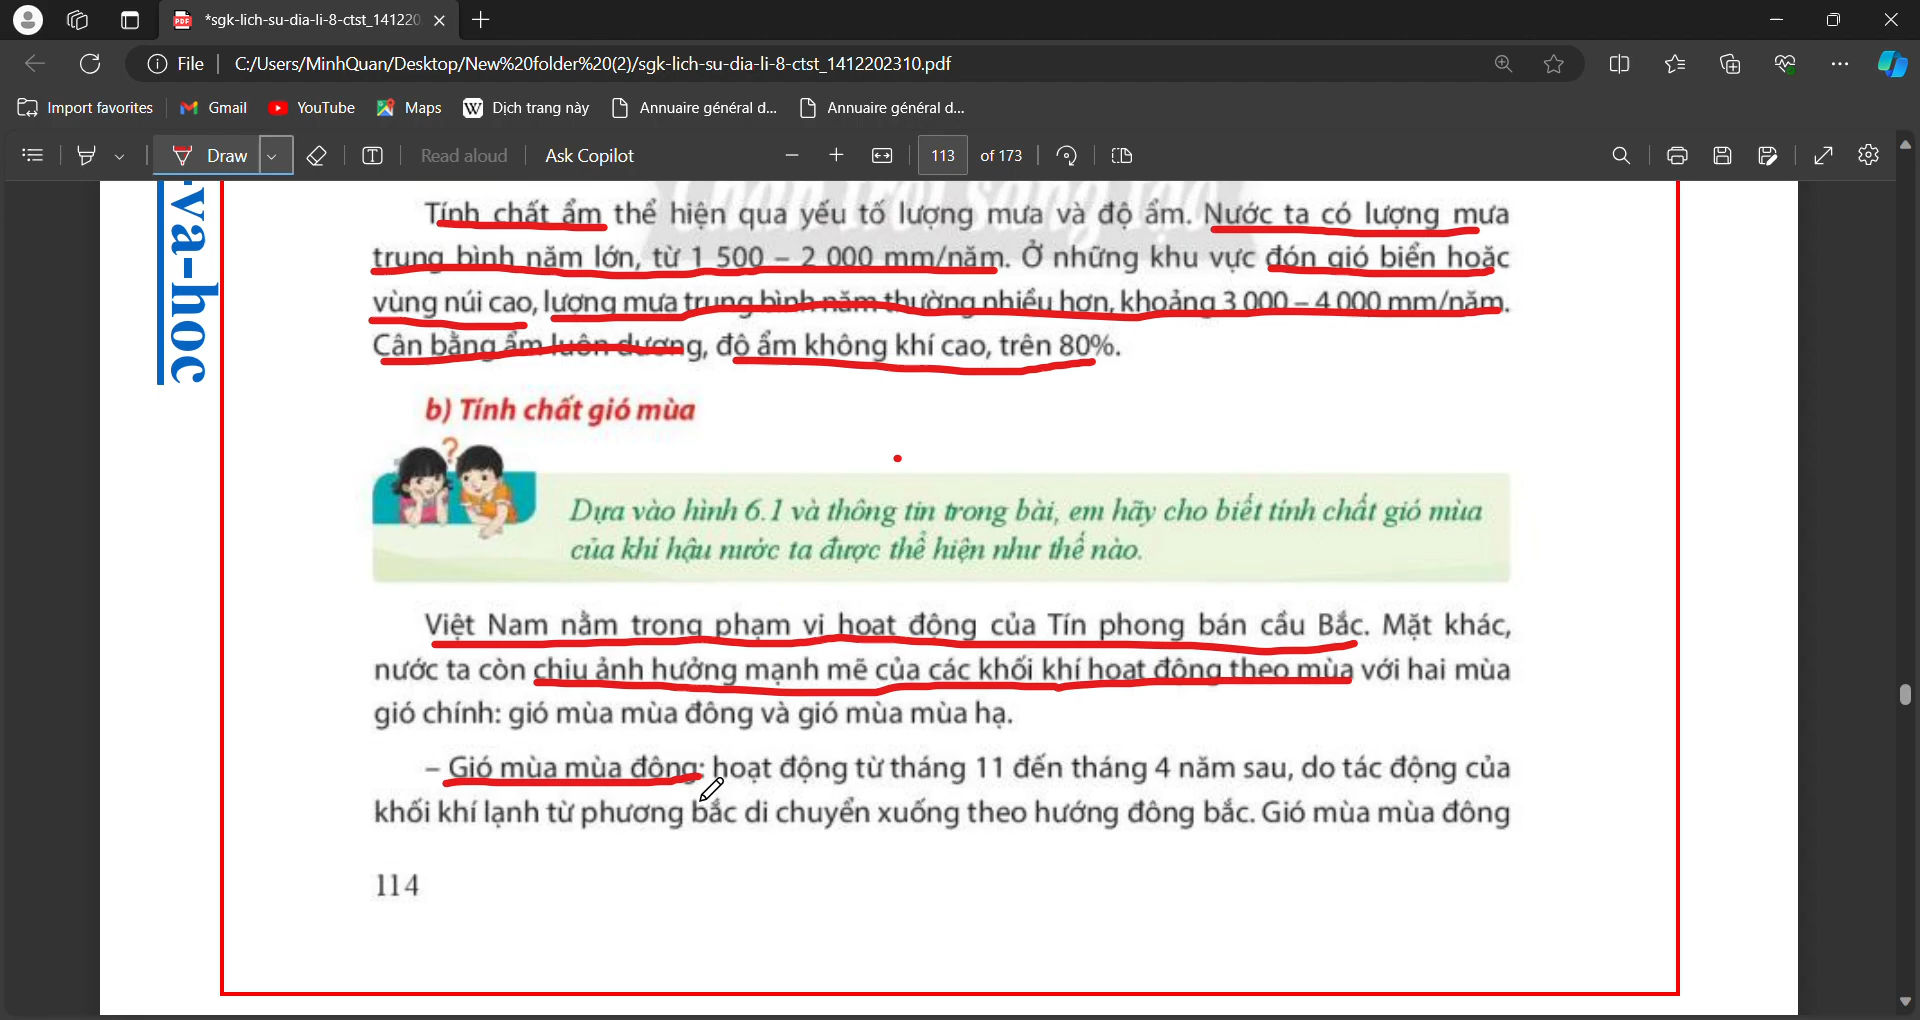 *sgk-lich-su-dia-li-8-ctst_141220
File
C:/Users/MinhQuan/Desktop/New%20folder%20(2)/sgk-lich-su-dia-li-8-ctst_1412202310.pdf
Import favorites
Gmail
YouTube
Maps
W Dịch trang này
Annuaire général d...
Annuaire général d...
Draw
Read aloud
Ask Copilot
113 of 173
-va-hoc
Chân trời sáng tạo
Tính chất ẩm thể hiện qua yếu tố lượng mưa và độ ẩm. Nước ta có lượng mưa
trung bình năm lớn, từ 1 500 – 2 000 mm/năm. Ở những khu vực đón gió biển hoặc
vùng núi cao, lượng mưa trung bình năm thường nhiều hơn, khoảng 3 000 – 4 000 mm/năm.
Cân bằng ẩm luôn dương, độ ẩm không khí cao, trên 80%.
b) Tính chất gió mùa
?
Dựa vào hình 6.1 và thông tin trong bài, em hãy cho biết tính chất gió mùa
của khí hậu nước ta được thể hiện như thế nào.
Việt Nam nằm trong phạm vi hoạt động của Tín phong bán cầu Bắc. Mặt khác,
nước ta còn chịu ảnh hưởng mạnh mẽ của các khối khí hoạt động theo mùa với hai mùa
gió chính: gió mùa mùa đông và gió mùa mùa hạ.
– Gió mùa mùa đông: hoạt động từ tháng 11 đến tháng 4 năm sau, do tác động của
khối khí lạnh từ phương bắc di chuyển xuống theo hướng đông bắc. Gió mùa mùa đông
114